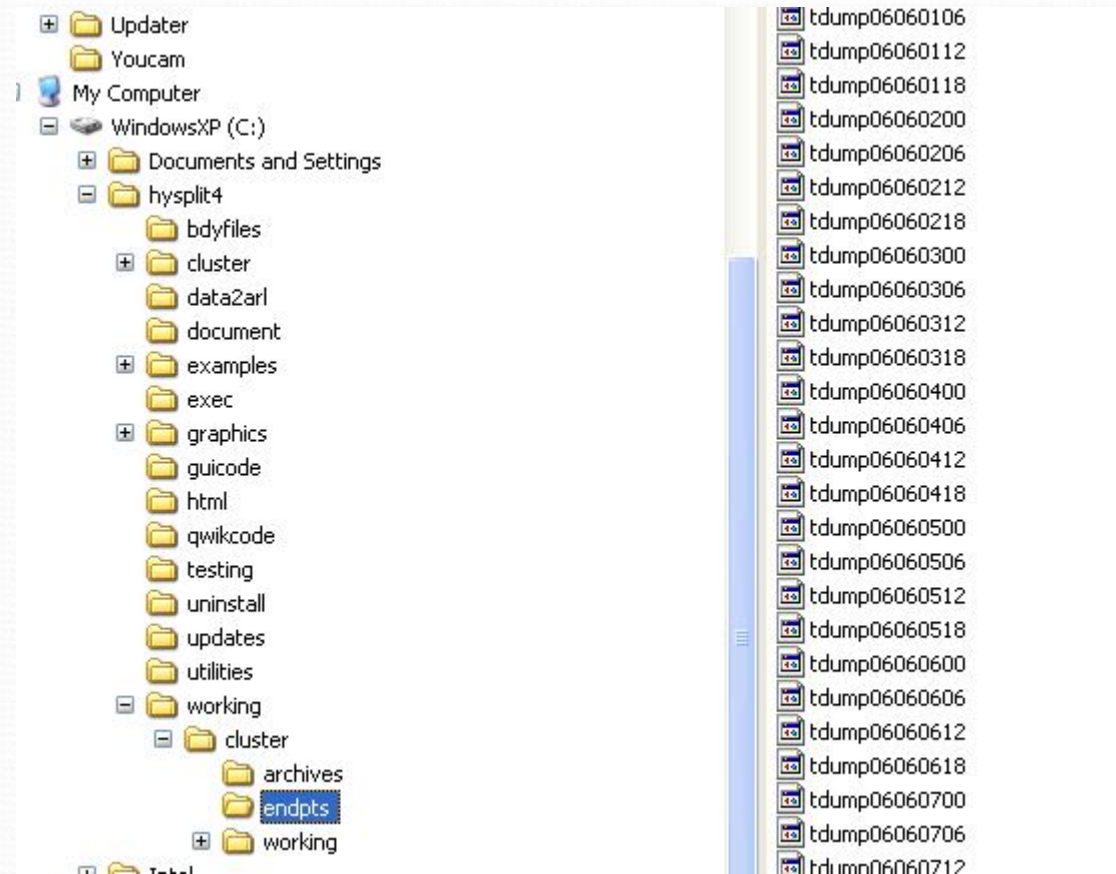 Updater
Youcam
My Computer
WindowsXP (C:)
Documents and Settings
hysplit4
bdyfiles
cluster
data2arl
document
examples
exec
graphics
guicode
html
qwikcode
testing
uninstall
updates
utilities
working
cluster
archives
endpts
working
Intel
tdump06060106
tdump06060112
tdump06060118
tdump06060200
tdump06060206
tdump06060212
tdump06060218
tdump06060300
tdump06060306
tdump06060312
tdump06060318
tdump06060400
tdump06060406
tdump06060412
tdump06060418
tdump06060500
tdump06060506
tdump06060512
tdump06060518
tdump06060600
tdump06060606
tdump06060612
tdump06060618
tdump06060700
tdump06060706
tdump06060712